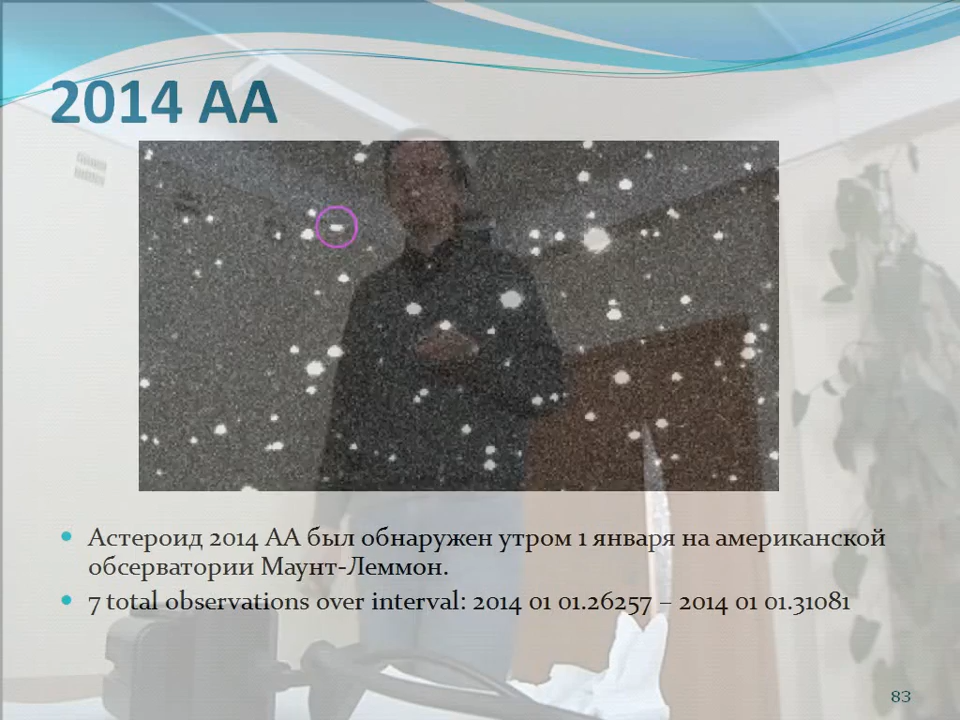 2014 AA
Астероид 2014 АА был обнаружен утром 1 января на американской
обсерватории Маунт-Леммон.
7 total observations over interval: 2014 01 01.26257 – 2014 01 01.31081
83